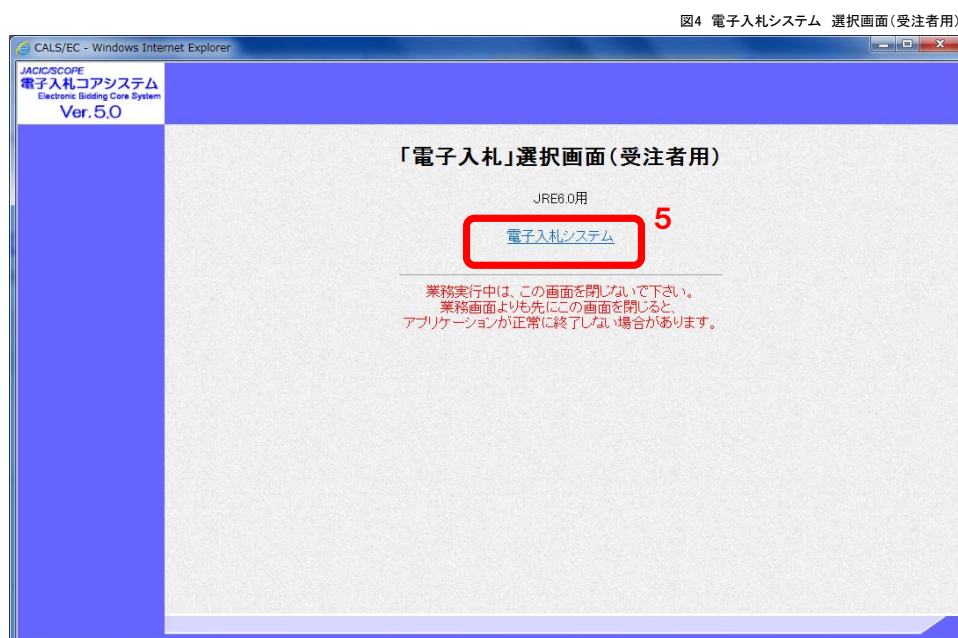 図4 電子入札システム 選択画面(受注者用)
CALS/EC - Windows Internet Explorer
JACIC/SCOPE
電子入札コアシステム
Electronic Bidding Core System
Ver.5.0
「電子入札」選択画面(受注者用)
JRE6.0用
5
電子入札システム
業務実行中は、この画面を閉じないで下さい。
業務画面よりも先にこの画面を閉じると、
アプリケーションが正常に終了しない場合があります。